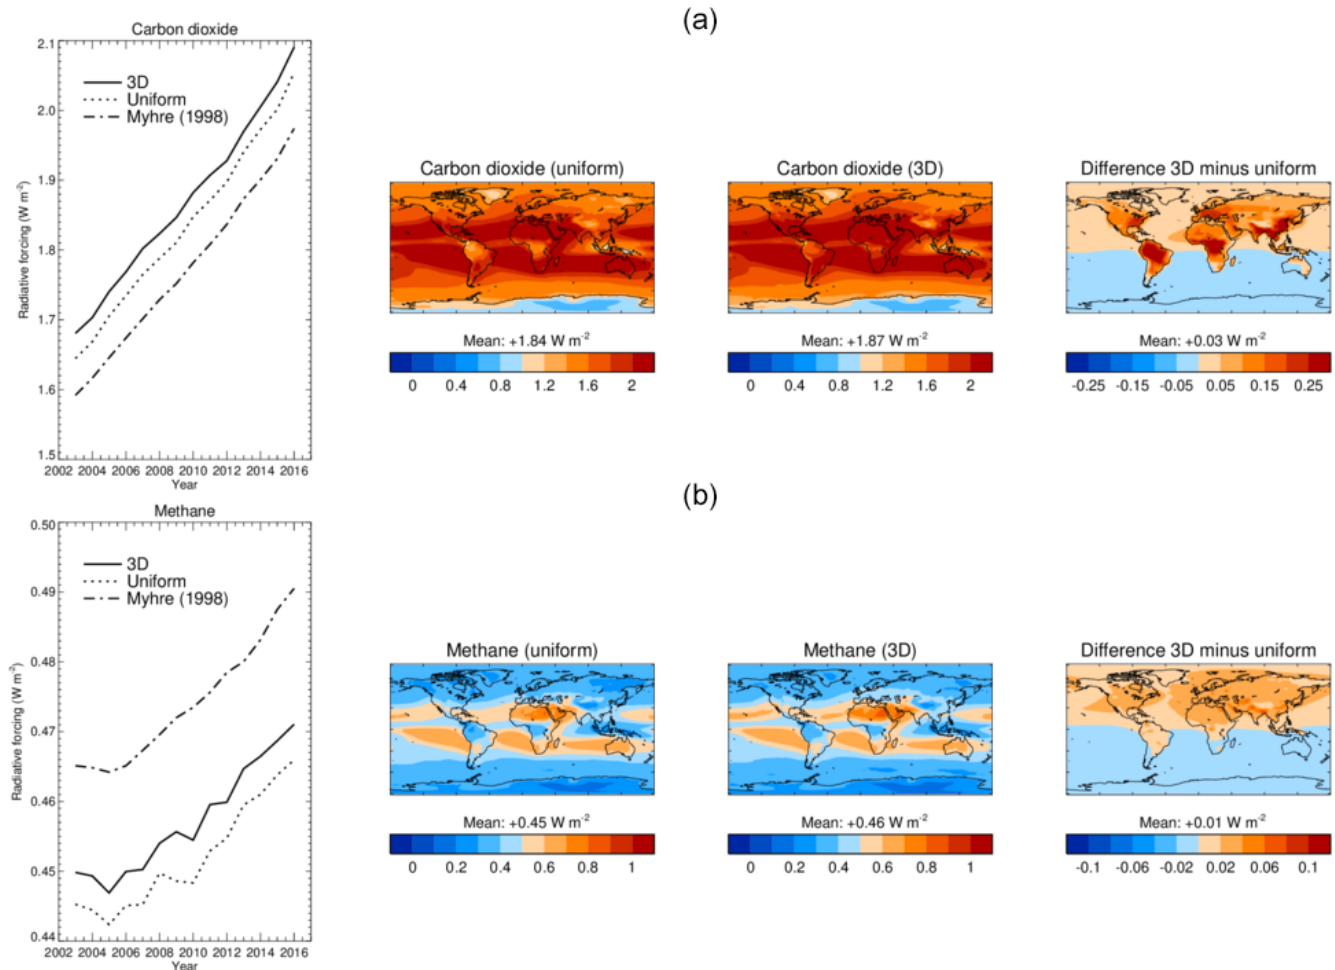 (a)
Carbon dioxide
2.1
2.0
1.9
1.8
1.7
1.6
1.5
Radiative forcing (W m-2)
3D
Uniform
Myhre (1998)
2002 2004 2006 2008 2010 2012 2014 2016
Year
Carbon dioxide (uniform)
Mean: +1.84 W m-2
0 0.4 0.8 1.2 1.6 2
Carbon dioxide (3D)
Mean: +1.87 W m-2
0 0.4 0.8 1.2 1.6 2
Difference 3D minus uniform
Mean: +0.03 W m-2
-0.25 -0.15 -0.05 0.05 0.15 0.25
(b)
Methane
0.50
0.49
0.48
0.47
0.46
0.45
0.44
Radiative forcing (W m-2)
3D
Uniform
Myhre (1998)
2002 2004 2006 2008 2010 2012 2014 2016
Year
Methane (uniform)
Mean: +0.45 W m-2
0 0.2 0.4 0.6 0.8 1
Methane (3D)
Mean: +0.46 W m-2
0 0.2 0.4 0.6 0.8 1
Difference 3D minus uniform
Mean: +0.01 W m-2
-0.1 -0.06 -0.02 0.02 0.06 0.1